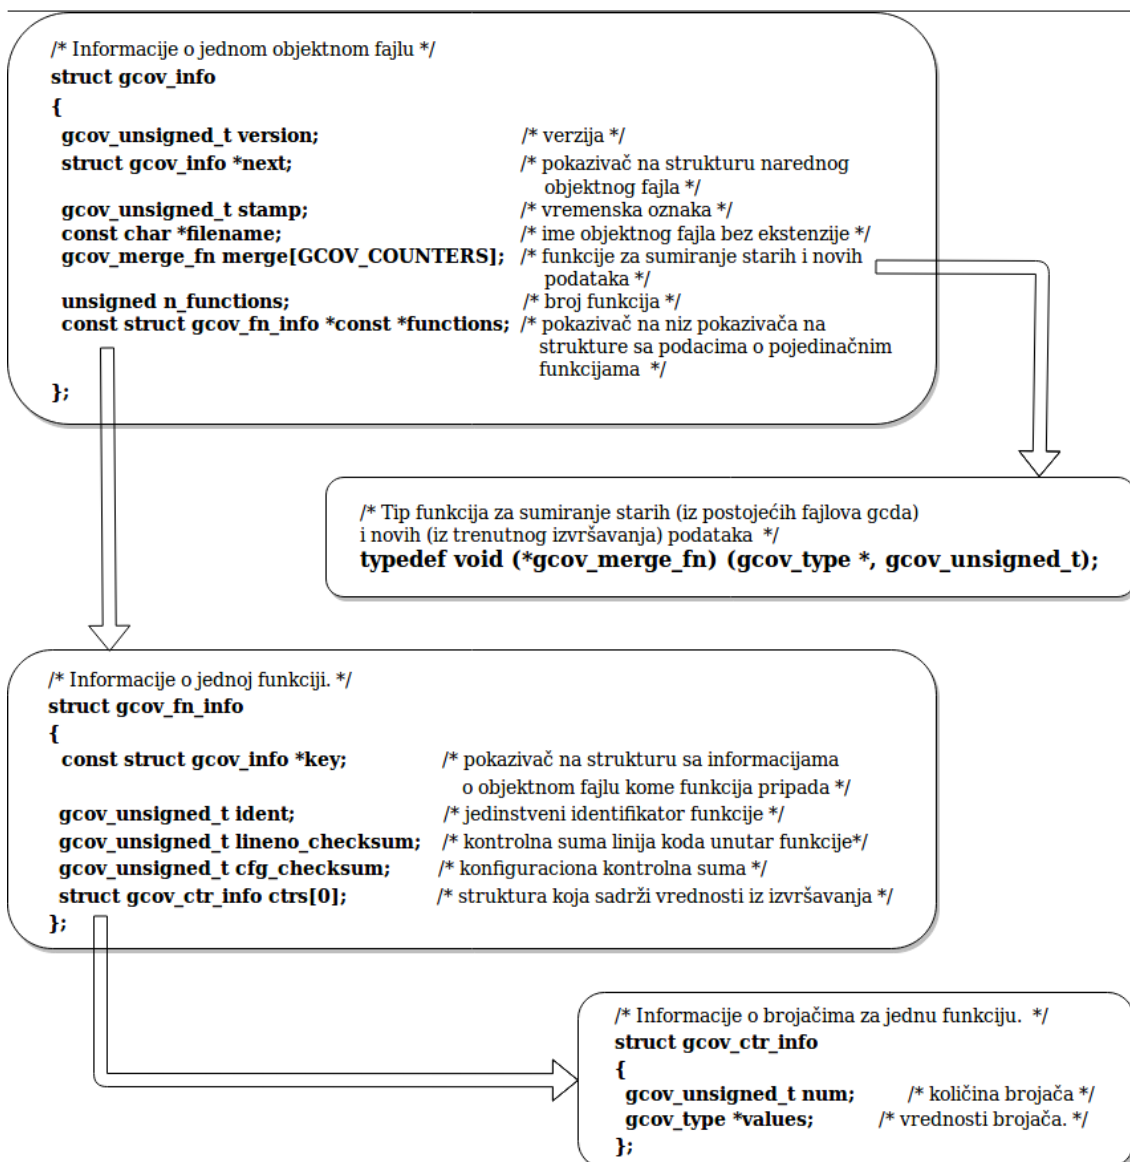 /* Informacije o jednom objektnom fajlu */
struct gcov_info
{
gcov_unsigned_t version; /* verzija */
struct gcov_info *next; /* pokazivač na strukturu narednog
objektnog fajla */
gcov_unsigned_t stamp; /* vremenska oznaka */
const char *filename; /* ime objektnog fajla bez ekstenzije */
gcov_merge_fn merge[GCOV_COUNTERS]; /* funkcije za sumiranje starih i novih
podataka */
unsigned n_functions; /* broj funkcija */
const struct gcov_fn_info *const *functions; /* pokazivač na niz pokazivača na
strukture sa podacima o pojedinačnim
funkcijama */
};
/* Tip funkcija za sumiranje starih (iz postojećih fajlova gcda)
i novih (iz trenutnog izvršavanja) podataka */
typedef void (*gcov_merge_fn) (gcov_type *, gcov_unsigned_t);
/* Informacije o jednoj funkciji. */
struct gcov_fn_info
{
const struct gcov_info *key; /* pokazivač na strukturu sa informacijama
o objektnom fajlu kome funkcija pripada */
gcov_unsigned_t ident; /* jedinstveni identifikator funkcije */
gcov_unsigned_t lineno_checksum; /* kontrolna suma linija koda unutar funkcije*/
gcov_unsigned_t cfg_checksum; /* konfiguraciona kontrolna suma */
struct gcov_ctr_info ctrs[0]; /* struktura koja sadrži vrednosti iz izvršavanja */
};
/* Informacije o brojačima za jednu funkciju. */
struct gcov_ctr_info
{
gcov_unsigned_t num; /* količina brojača */
gcov_type *values; /* vrednosti brojača. */
};